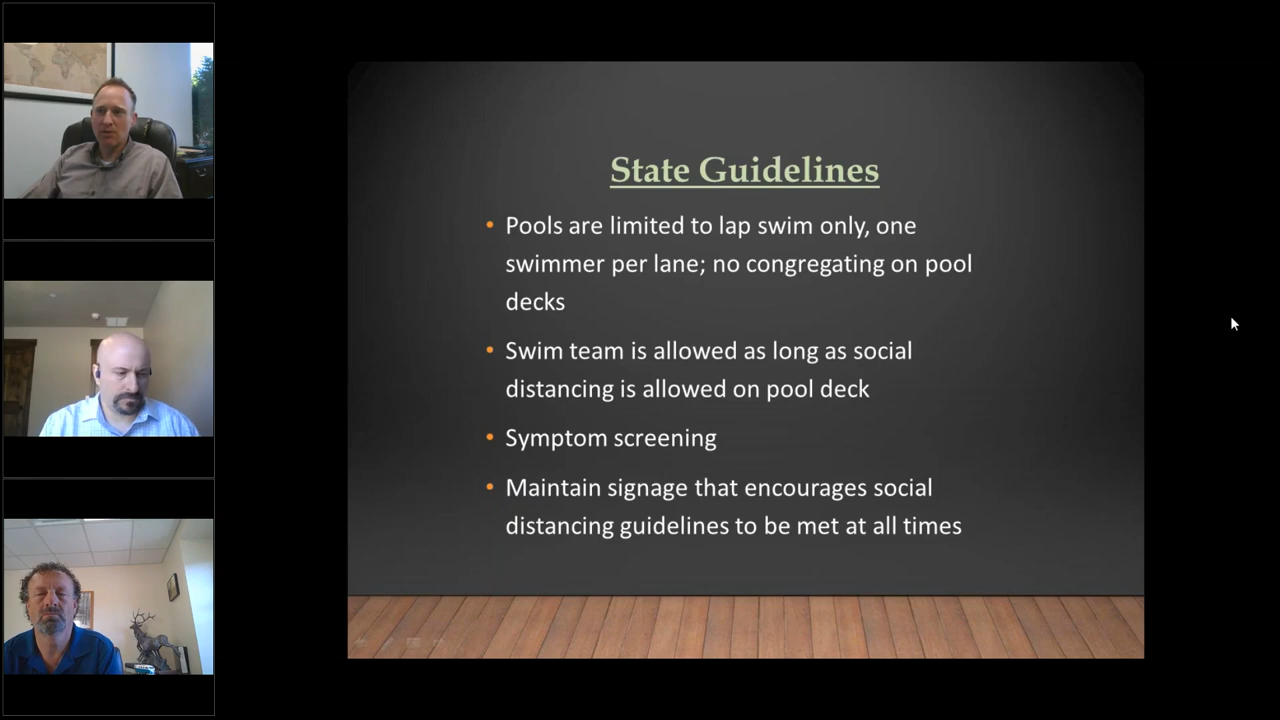 State Guidelines
• Pools are limited to lap swim only, one
swimmer per lane; no congregating on pool
decks
• Swim team is allowed as long as social
distancing is allowed on pool deck
• Symptom screening
• Maintain signage that encourages social
distancing guidelines to be met at all times